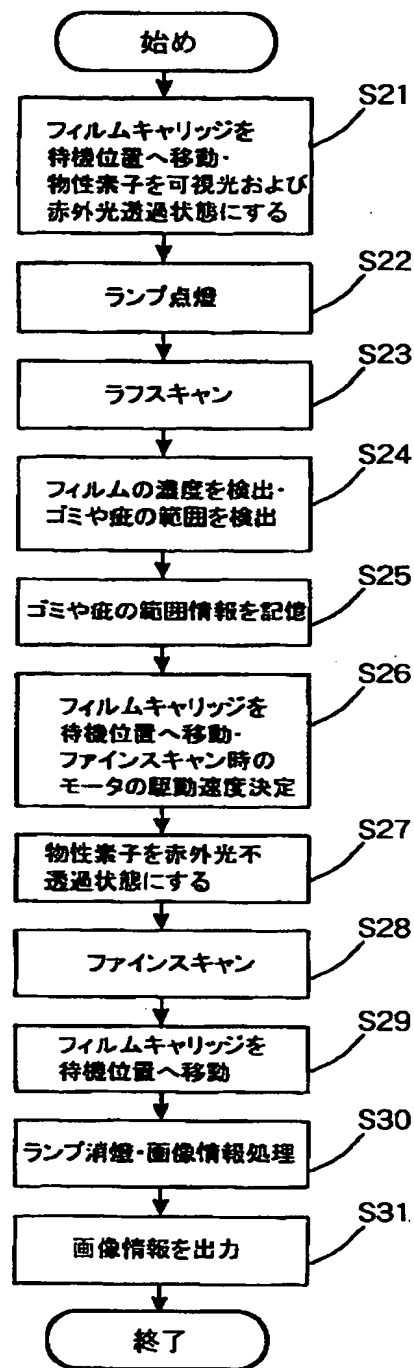 始め
S21
フィルムキャリッジを
待機位置へ移動・
物性素子を可視光および
赤外光透過状態にする
S22
ランプ点燈
S23
ラフスキャン
S24
フィルムの濃度を検出・
ゴミや疵の範囲を検出
S25
ゴミや疵の範囲情報を記憶
S26
フィルムキャリッジを
待機位置へ移動・
ファインスキャン時の
モータの駆動速度決定
S27
物性素子を赤外光不
透過状態にする
S28
ファインスキャン
S29
フィルムキャリッジを
待機位置へ移動
S30
ランプ消燈・画像情報処理
S31
画像情報を出力
終了